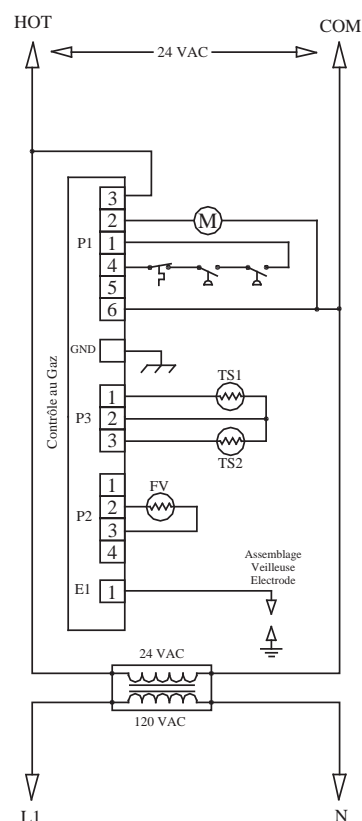 HOT
COM
24 VAC
3
2
M
P1
1
4
5
6
GND
Contrôle au Gaz
TS1
1
P3
2
3
TS2
1
FV
2
P2
3
4
Assemblage
Veilleuse
Electrode
E1
1
24 VAC
120 VAC
L1
N